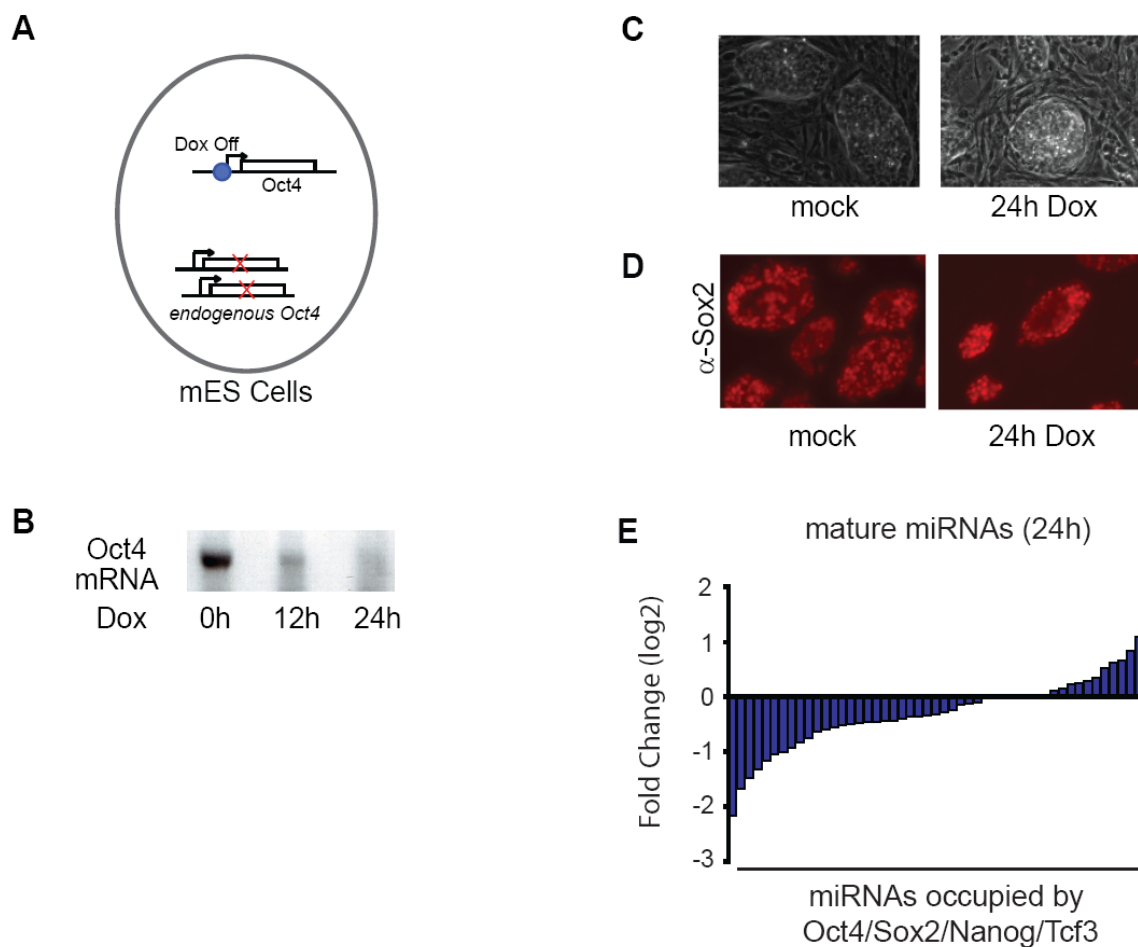 A
Dox Off
Oct4
endogenous Oct4
mES Cells
B
Oct4
mRNA
Dox 0h 12h 24h
C
mock 24h Dox
D
α-Sox2
mock 24h Dox
E
mature miRNAs (24h)
Fold Change (log2)
2
1
0
-1
-2
-3
miRNAs occupied by
Oct4/Sox2/Nanog/Tcf3